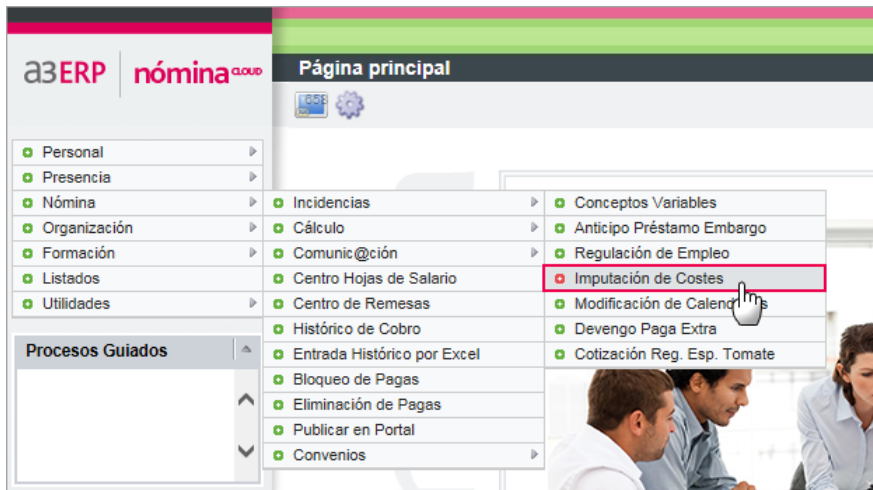 a3ERP nómina CLOUD
Página principal
Personal
Presencia
Nómina
Organización
Formación
Listados
Utilidades
Procesos Guiados
Incidencias
Cálculo
Comunic@ción
Centro Hojas de Salario
Centro de Remesas
Histórico de Cobro
Entrada Histórico por Excel
Bloqueo de Pagas
Eliminación de Pagas
Publicar en Portal
Convenios
Conceptos Variables
Anticipo Préstamo Embargo
Regulación de Empleo
Imputación de Costes
Modificación de
Devengo Paga Extra
Cotización Reg. Esp. Tomate